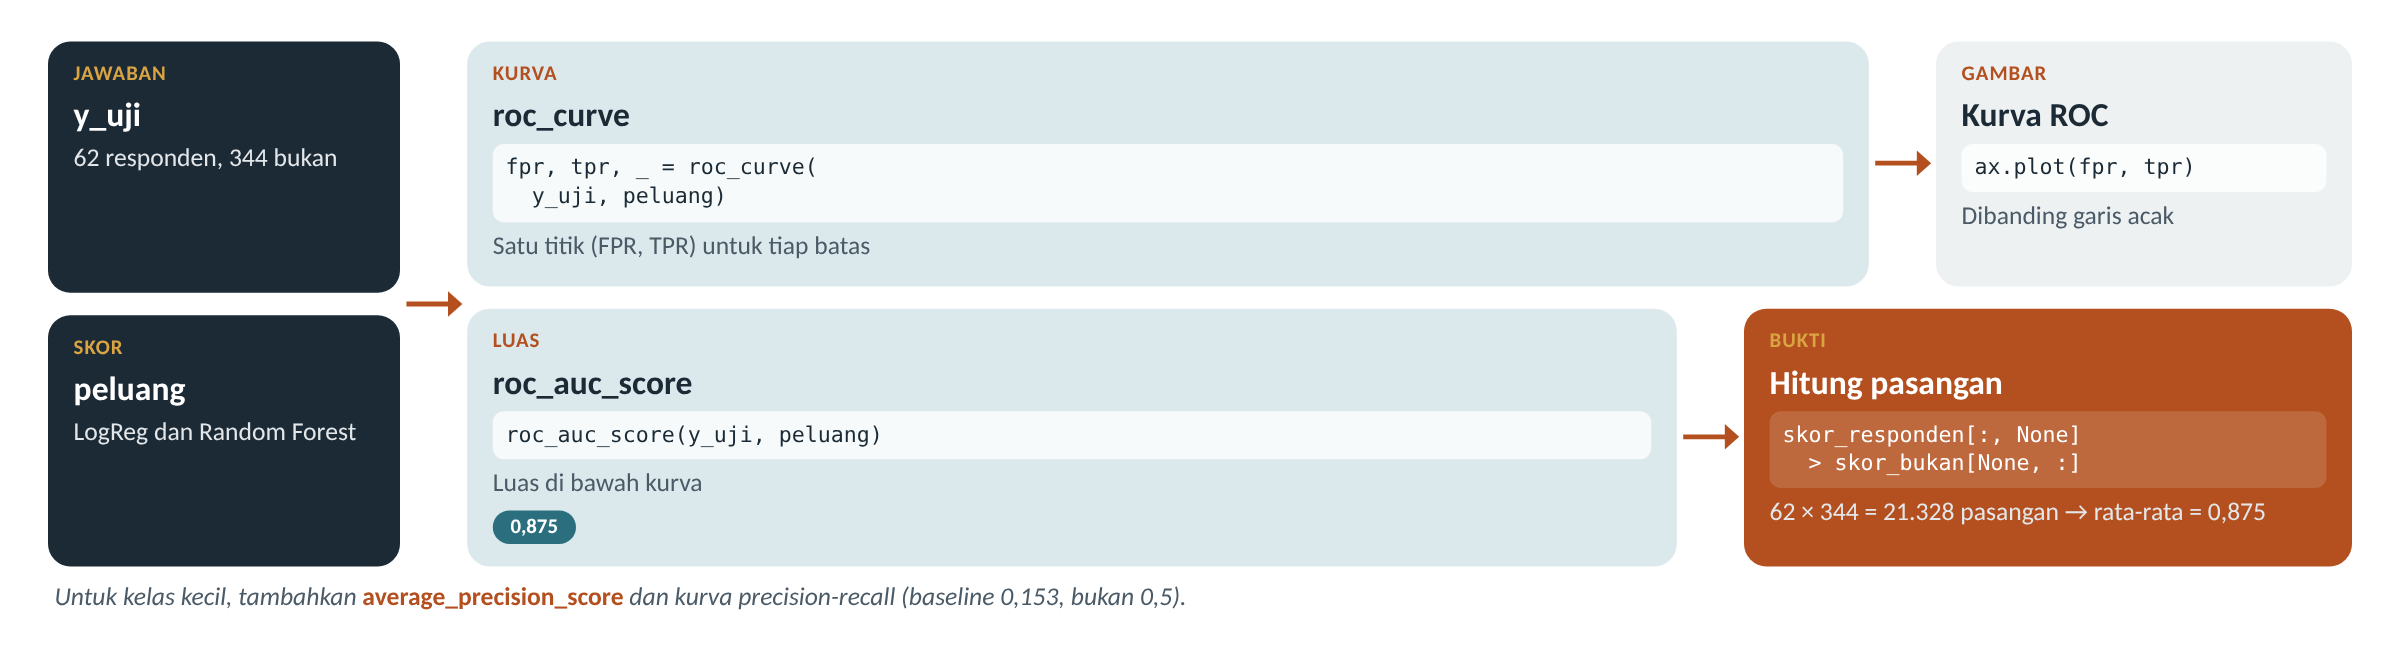 JAWABAN
y_uji
62 responden, 344 bukan
SKOR
peluang
LogReg dan Random Forest
KURVA
roc_curve
fpr, tpr, _ = roc_curve(
  y_uji, peluang)
Satu titik (FPR, TPR) untuk tiap batas
GAMBAR
Kurva ROC
ax.plot(fpr, tpr)
Dibanding garis acak
LUAS
roc_auc_score
roc_auc_score(y_uji, peluang)
Luas di bawah kurva
0,875
BUKTI
Hitung pasangan
skor_responden[:, None]
  > skor_bukan[None, :]
62 × 344 = 21.328 pasangan → rata-rata = 0,875
Untuk kelas kecil, tambahkan average_precision_score dan kurva precision-recall (baseline 0,153, bukan 0,5).